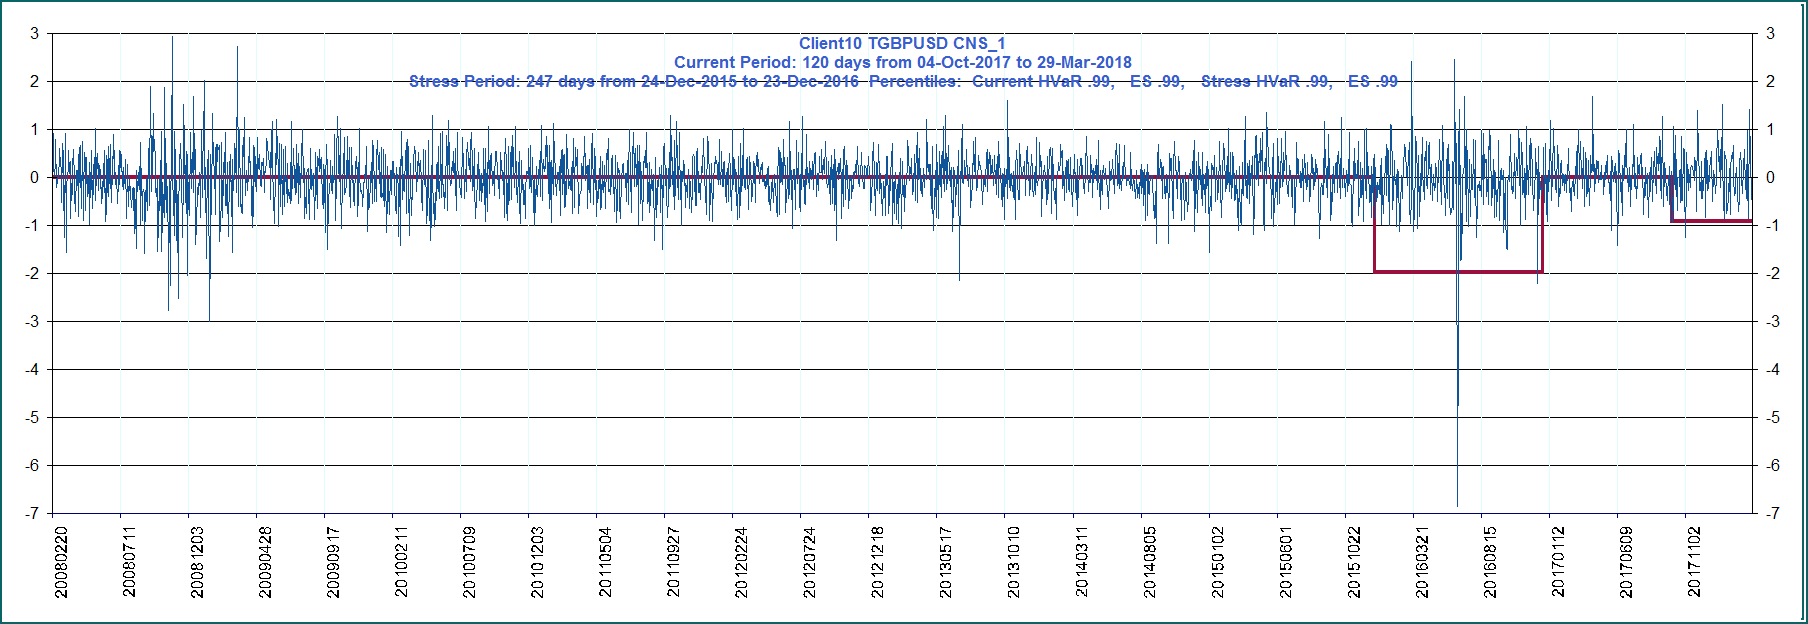 Client10 TGBPUSD CNS_1
Current Period: 120 days from 04-Oct-2017 to 29-Mar-2018
Stress Period: 247 days from 24-Dec-2015 to 23-Dec-2016 Percentiles: Current HVaR .99, ES .99, Stress HVaR .99, ES .99
3 3
2 2
1 1
0 0
-1 -1
-2 -2
-3 -3
-4 -4
-5 -5
-6 -6
-7 -7
20080220 20080711 20081203 20090428 20090917 20100211 20100709 20101203 20110504 20110927 20120224 20120724 20121218 20130517 20131010 20140311 20140805 20150102 20150601 20151022 20160321 20160815 20170112 20170609 20171102